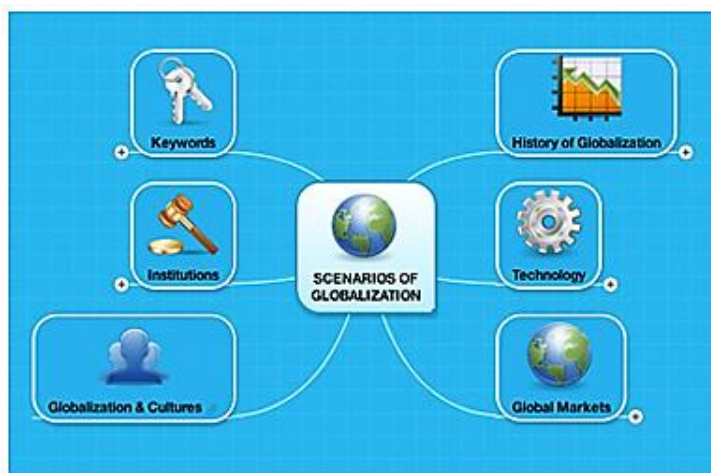 Keywords
History of Globalization
Institutions
SCENARIOS OF
GLOBALIZATION
Technology
Globalization & Cultures
Global Markets